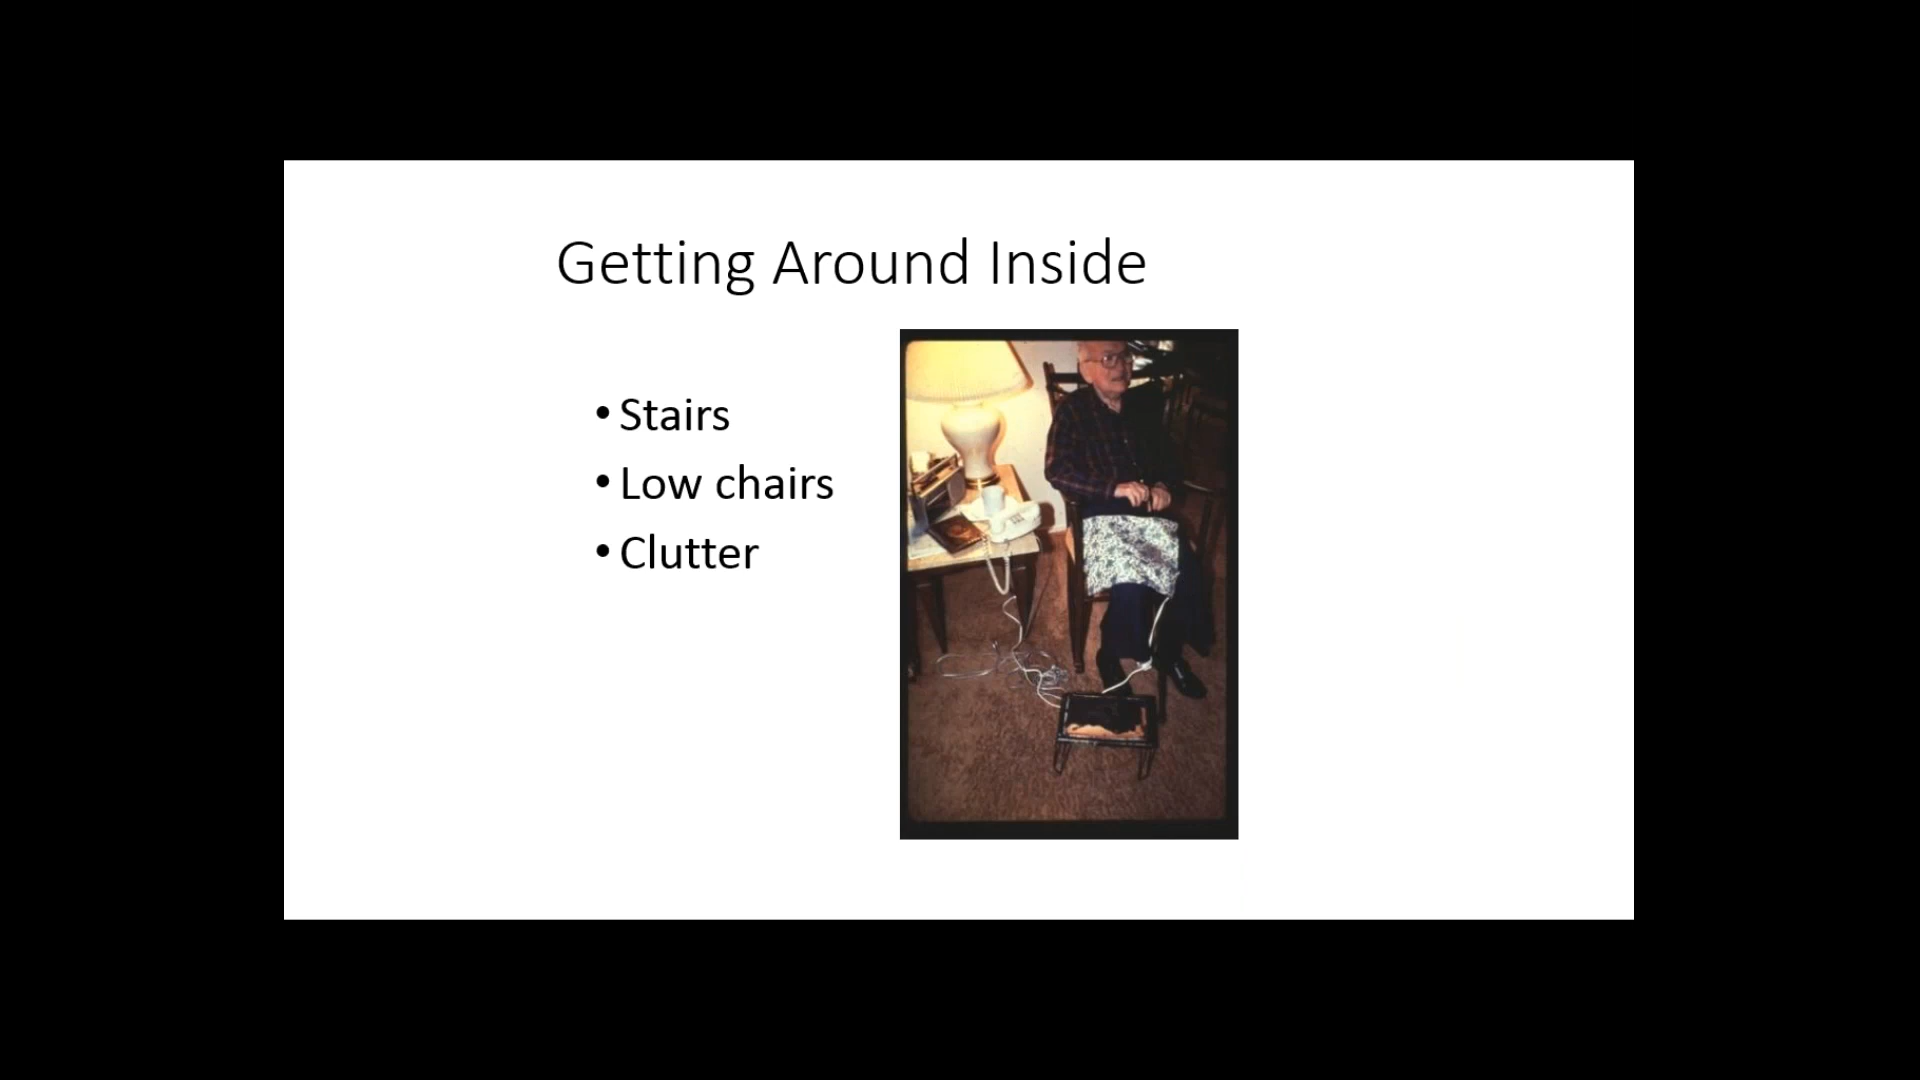 Getting Around Inside
• Stairs
• Low chairs
• Clutter